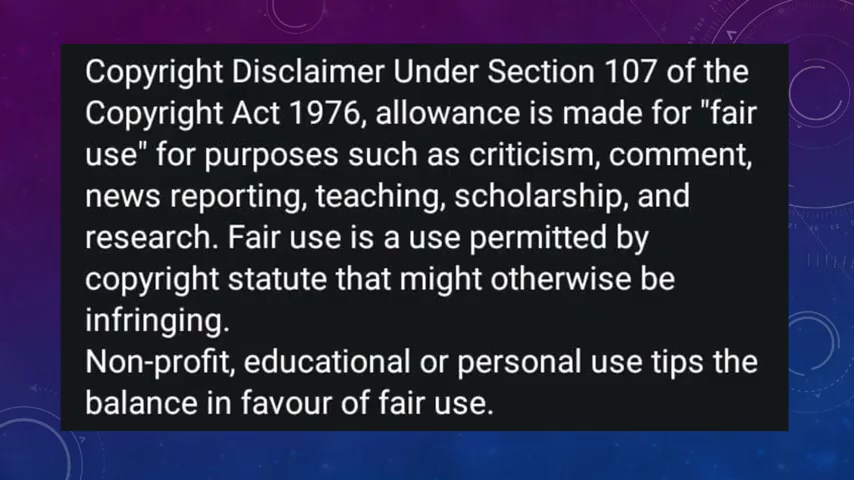 Copyright Disclaimer Under Section 107 of the
Copyright Act 1976, allowance is made for "fair
use" for purposes such as criticism, comment,
news reporting, teaching, scholarship, and
research. Fair use is a use permitted by
copyright statute that might otherwise be
infringing.
Non-profit, educational or personal use tips the
balance in favour of fair use.